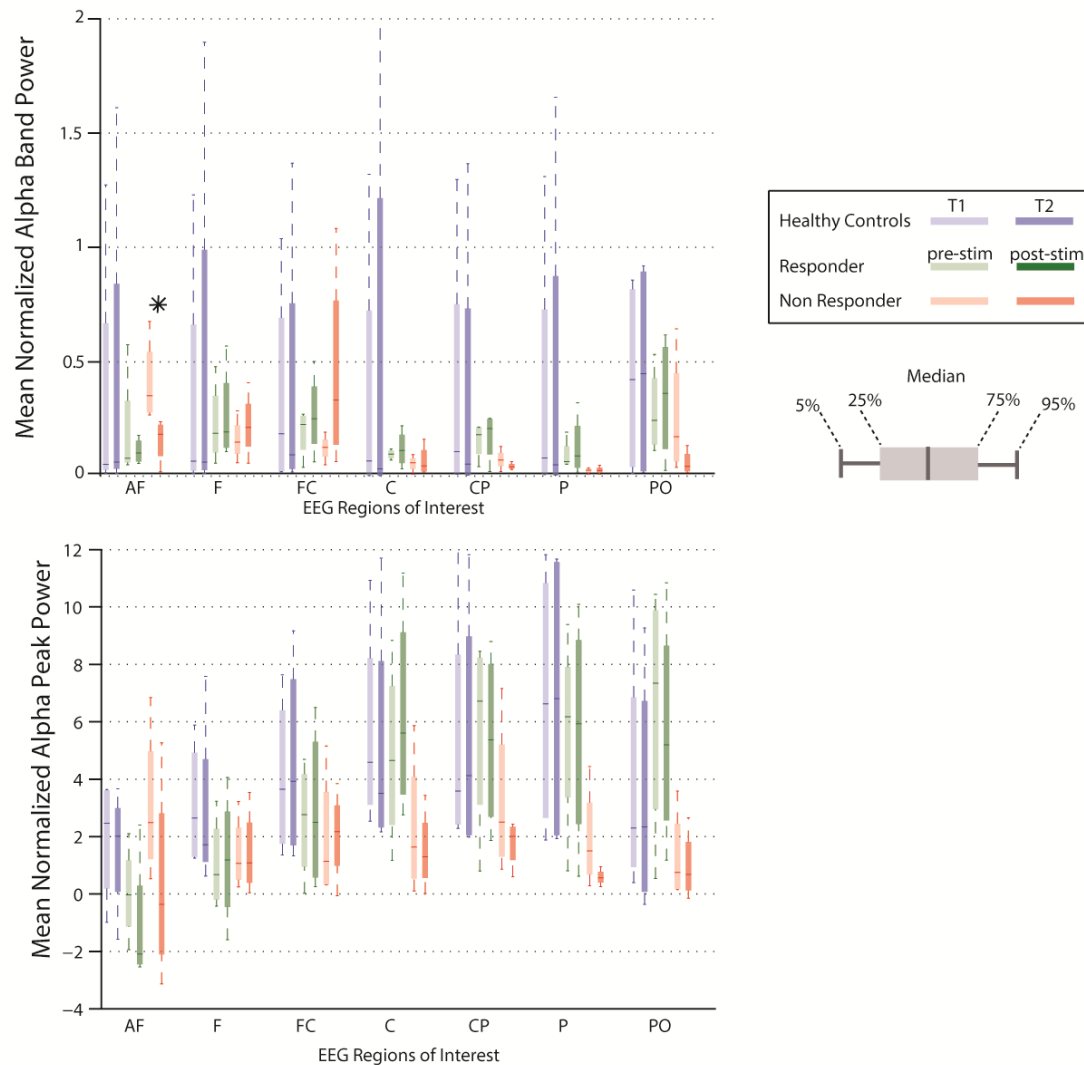 Mean Normalized Alpha Band Power
2
1.5
1
0.5
0
AF F FC C CP P PO
EEG Regions of Interest
T1 T2
Healthy Controls
pre-stim post-stim
Responder
Non Responder
Median
5% 25% 75% 95%
Mean Normalized Alpha Peak Power
12
10
8
6
4
2
0
−2
−4
AF F FC C CP P PO
EEG Regions of Interest